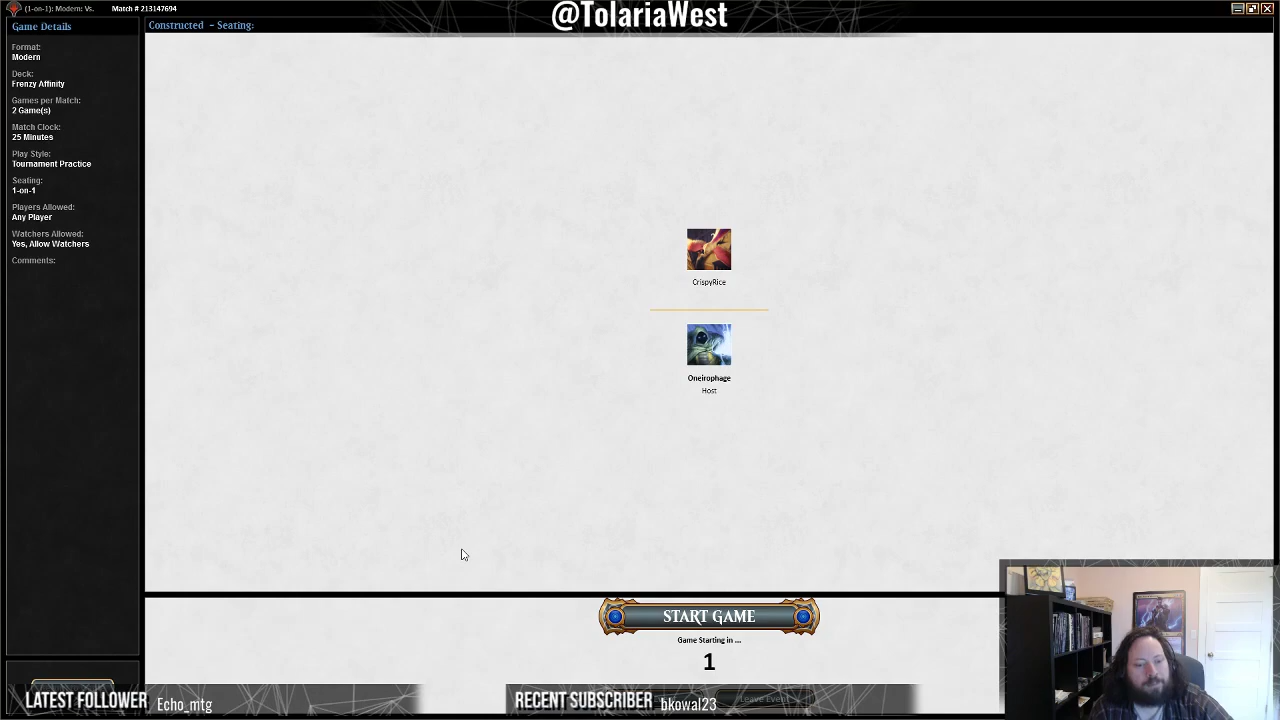 (1-on-1): Modern: Vs. Match # 213147694
@TolariaWest
Game Details
Constructed - Seating:
Format:
Modern
Deck:
Frenzy Affinity
Games per Match:
2 Game(s)
Match Clock:
25 Minutes
Play Style:
Tournament Practice
Seating:
1-on-1
Players Allowed:
Any Player
Watchers Allowed:
Yes, Allow Watchers
Comments:
CrispyRice
Oneirophage
Host
START GAME
Game Starting in ...
1
LATEST FOLLOWER Echo_mtg
RECENT SUBSCRIBER bkowal23
Leave Event